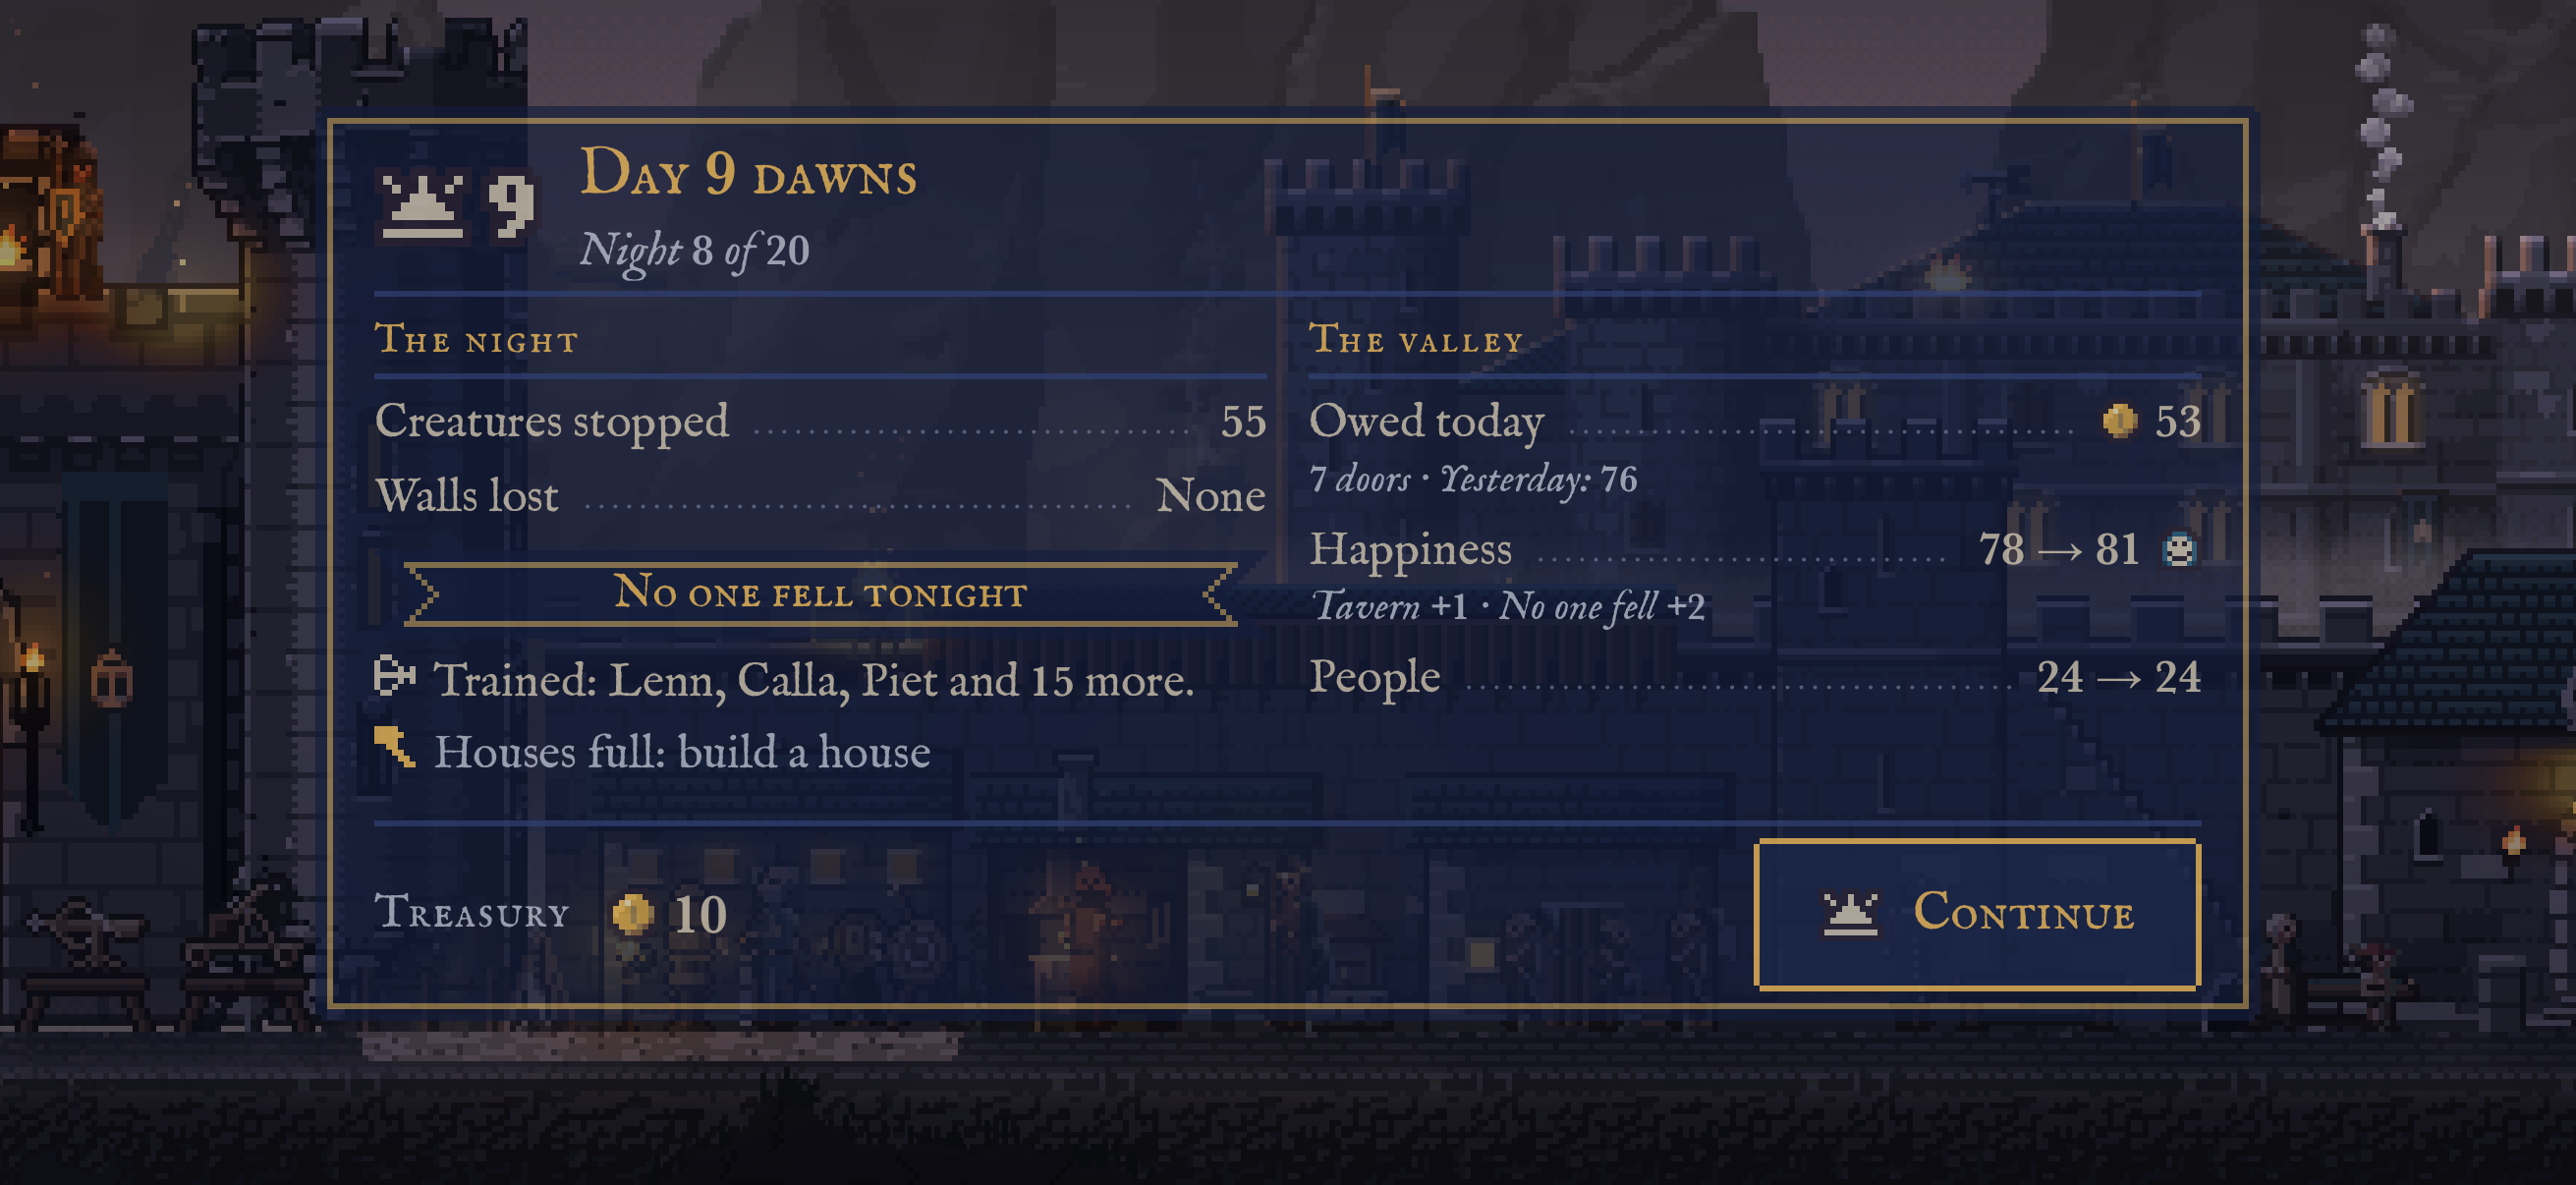 9
Day 9 dawns
Night 8 of 20
The night
Creatures stopped 55
Walls lost None
No one fell tonight
Trained: Lenn, Calla, Piet and 15 more.
Houses full: build a house
The valley
Owed today 53
7 doors · Yesterday: 76
Happiness 78 → 81
Tavern +1 · No one fell +2
People 24 → 24
Treasury 10
Continue